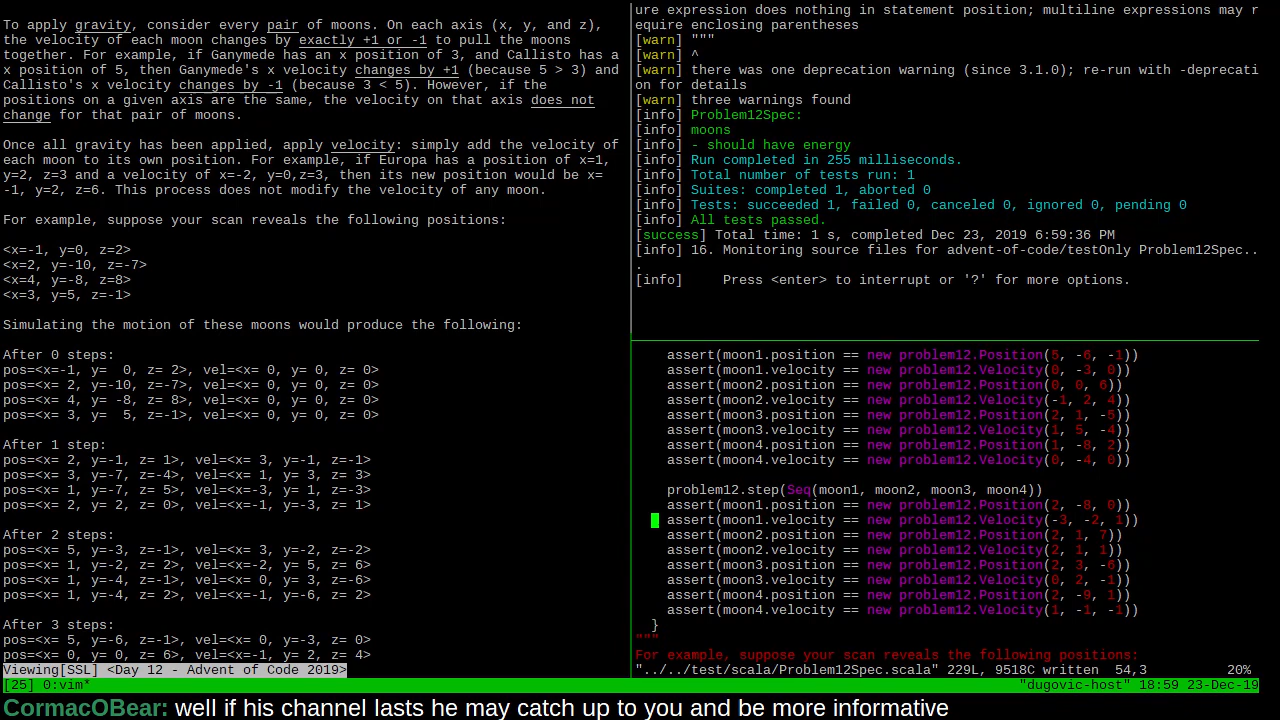 To apply gravity, consider every pair of moons. On each axis (x, y, and z),
the velocity of each moon changes by exactly +1 or -1 to pull the moons
together. For example, if Ganymede has an x position of 3, and Callisto has a
x position of 5, then Ganymede's x velocity changes by +1 (because 5 > 3) and
Callisto's x velocity changes by -1 (because 3 < 5). However, if the
positions on a given axis are the same, the velocity on that axis does not
change for that pair of moons.
Once all gravity has been applied, apply velocity: simply add the velocity of
each moon to its own position. For example, if Europa has a position of x=1,
y=2, z=3 and a velocity of x=-2, y=0,z=3, then its new position would be x=
-1, y=2, z=6. This process does not modify the velocity of any moon.
For example, suppose your scan reveals the following positions:
<x=-1, y=0, z=2>
<x=2, y=-10, z=-7>
<x=4, y=-8, z=8>
<x=3, y=5, z=-1>
Simulating the motion of these moons would produce the following:
After 0 steps:
pos=<x=-1, y=  0, z= 2>, vel=<x= 0, y= 0, z= 0>
pos=<x= 2, y=-10, z=-7>, vel=<x= 0, y= 0, z= 0>
pos=<x= 4, y= -8, z= 8>, vel=<x= 0, y= 0, z= 0>
pos=<x= 3, y=  5, z=-1>, vel=<x= 0, y= 0, z= 0>
After 1 step:
pos=<x= 2, y=-1, z= 1>, vel=<x= 3, y=-1, z=-1>
pos=<x= 3, y=-7, z=-4>, vel=<x= 1, y= 3, z= 3>
pos=<x= 1, y=-7, z= 5>, vel=<x=-3, y= 1, z=-3>
pos=<x= 2, y= 2, z= 0>, vel=<x=-1, y=-3, z= 1>
After 2 steps:
pos=<x= 5, y=-3, z=-1>, vel=<x= 3, y=-2, z=-2>
pos=<x= 1, y=-2, z= 2>, vel=<x=-2, y= 5, z= 6>
pos=<x= 1, y=-4, z=-1>, vel=<x= 0, y= 3, z=-6>
pos=<x= 1, y=-4, z= 2>, vel=<x=-1, y=-6, z= 2>
After 3 steps:
pos=<x= 5, y=-6, z=-1>, vel=<x= 0, y=-3, z= 0>
pos=<x= 0, y= 0, z= 6>, vel=<x=-1, y= 2, z= 4>
Viewing[SSL] <Day 12 - Advent of Code 2019>
ure expression does nothing in statement position; multiline expressions may r
equire enclosing parentheses
[warn] """
[warn] ^
[warn] there was one deprecation warning (since 3.1.0); re-run with -deprecati
on for details
[warn] three warnings found
[info] Problem12Spec:
[info] moons
[info] - should have energy
[info] Run completed in 255 milliseconds.
[info] Total number of tests run: 1
[info] Suites: completed 1, aborted 0
[info] Tests: succeeded 1, failed 0, canceled 0, ignored 0, pending 0
[info] All tests passed.
[success] Total time: 1 s, completed Dec 23, 2019 6:59:36 PM
[info] 16. Monitoring source files for advent-of-code/testOnly Problem12Spec..
.
[info]     Press <enter> to interrupt or '?' for more options.
assert(moon1.position == new problem12.Position(5, -6, -1))
assert(moon1.velocity == new problem12.Velocity(0, -3, 0))
assert(moon2.position == new problem12.Position(0, 0, 6))
assert(moon2.velocity == new problem12.Velocity(-1, 2, 4))
assert(moon3.position == new problem12.Position(2, 1, -5))
assert(moon3.velocity == new problem12.Velocity(1, 5, -4))
assert(moon4.position == new problem12.Position(1, -8, 2))
assert(moon4.velocity == new problem12.Velocity(0, -4, 0))
problem12.step(Seq(moon1, moon2, moon3, moon4))
assert(moon1.position == new problem12.Position(2, -8, 0))
assert(moon1.velocity == new problem12.Velocity(-3, -2, 1))
assert(moon2.position == new problem12.Position(2, 1, 7))
assert(moon2.velocity == new problem12.Velocity(2, 1, 1))
assert(moon3.position == new problem12.Position(2, 3, -6))
assert(moon3.velocity == new problem12.Velocity(0, 2, -1))
assert(moon4.position == new problem12.Position(2, -9, 1))
assert(moon4.velocity == new problem12.Velocity(1, -1, -1))
}
"""
For example, suppose your scan reveals the following positions:
"../../test/scala/Problem12Spec.scala" 229L, 9518C written  54,3          20%
[25] 0:vim* "dugovic-host" 18:59 23-Dec-19
CormacOBear: well if his channel lasts he may catch up to you and be more informative